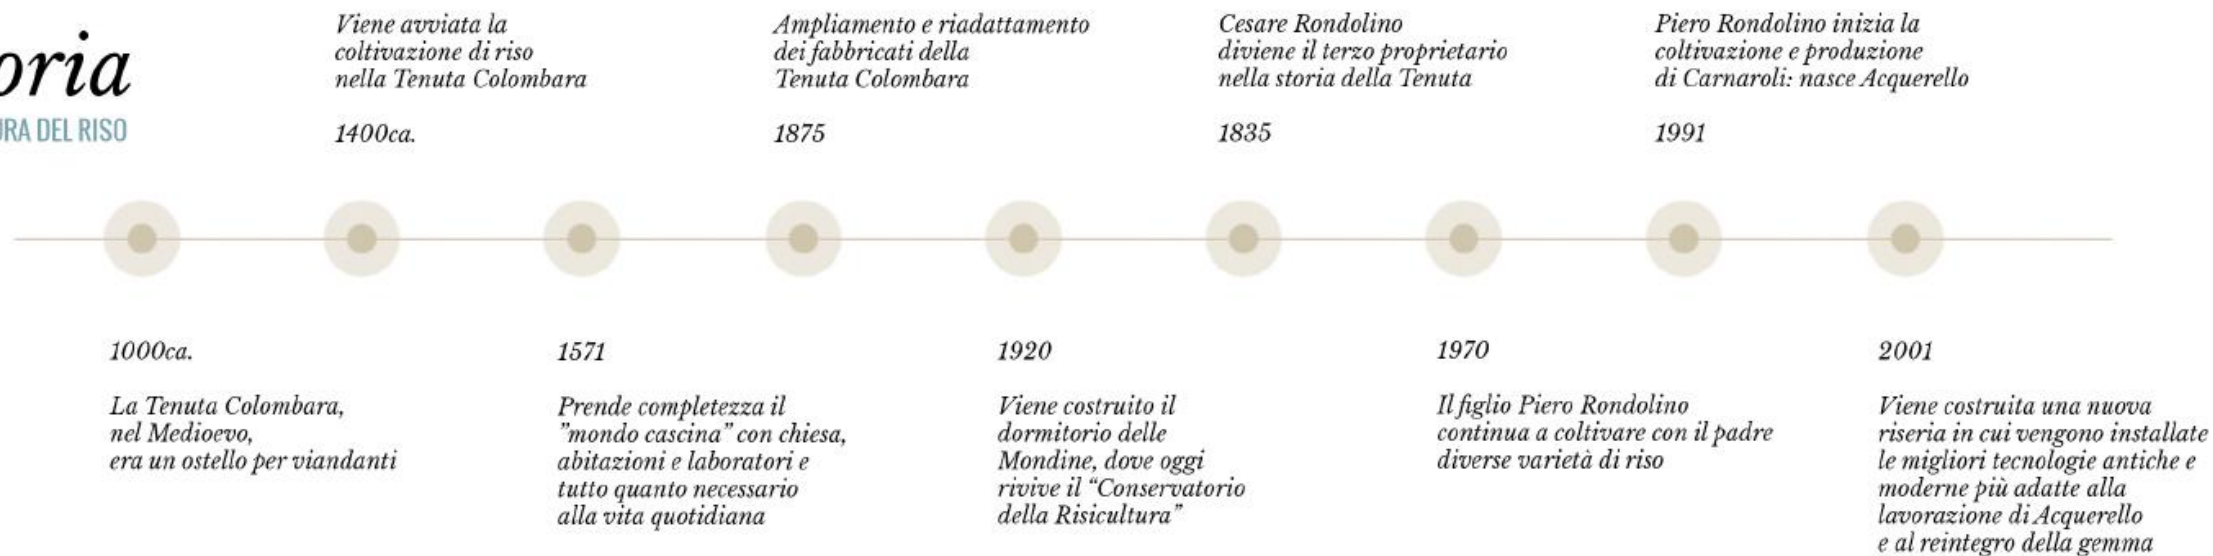 oria
URA DEL RISO
Viene avviata la
coltivazione di riso
nella Tenuta Colombara
1400ca.
Ampliamento e riadattamento
dei fabbricati della
Tenuta Colombara
1875
Cesare Rondolino
diviene il terzo proprietario
nella storia della Tenuta
1835
Piero Rondolino inizia la
coltivazione e produzione
di Carnaroli: nasce Acquerello
1991
1000ca.
La Tenuta Colombara,
nel Medioevo,
era un ostello per viandanti
1571
Prende completezza il
"mondo cascina" con chiesa,
abitazioni e laboratori e
tutto quanto necessario
alla vita quotidiana
1920
Viene costruito il
dormitorio delle
Mondine, dove oggi
rivive il “Conservatorio
della Risicultura”
1970
Il figlio Piero Rondolino
continua a coltivare con il padre
diverse varietà di riso
2001
Viene costruita una nuova
riseria in cui vengono installate
le migliori tecnologie antiche e
moderne più adatte alla
lavorazione di Acquerello
e al reintegro della gemma